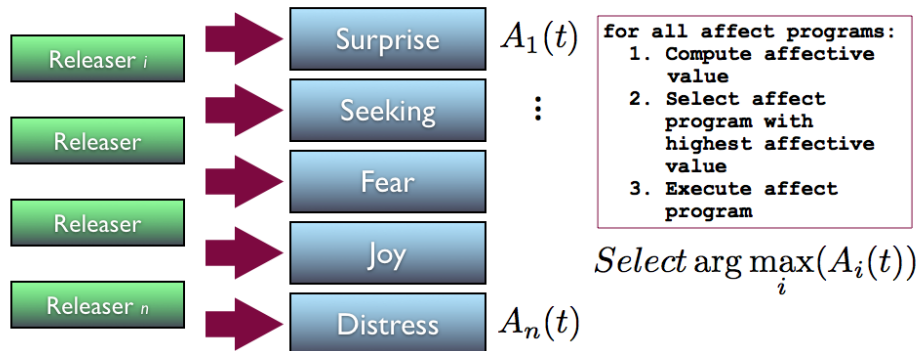 Releaser i
Releaser
Releaser
Releaser n
Surprise
Seeking
Fear
Joy
Distress
A₁(t)
⋮
Aₙ(t)
for all affect programs:
1. Compute affective
value
2. Select affect
program with
highest affective
value
3. Execute affect
program
Select arg max(Aᵢ(t))
i